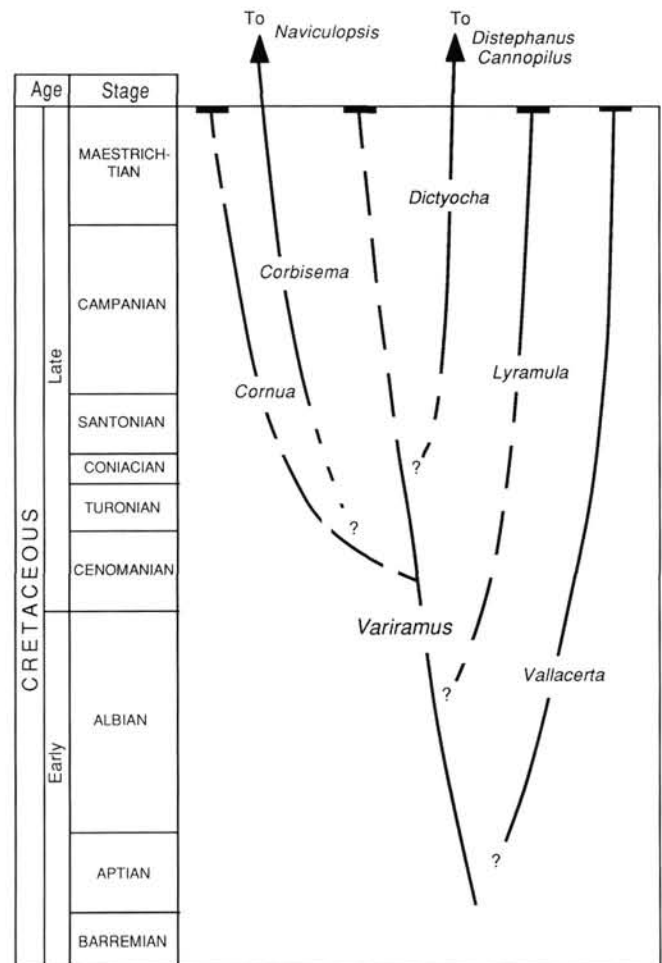 To Naviculopsis
To Distephanus
Cannopilus
Age Stage
CRETACEOUS
Late
Early
MAESTRICH-
TIAN
CAMPANIAN
SANTONIAN
CONIACIAN
TURONIAN
CENOMANIAN
ALBIAN
APTIAN
BARREMIAN
Dictyocha
Corbisema
Lyramula
Cornua
?
?
Variramus
Vallacerta
?
?